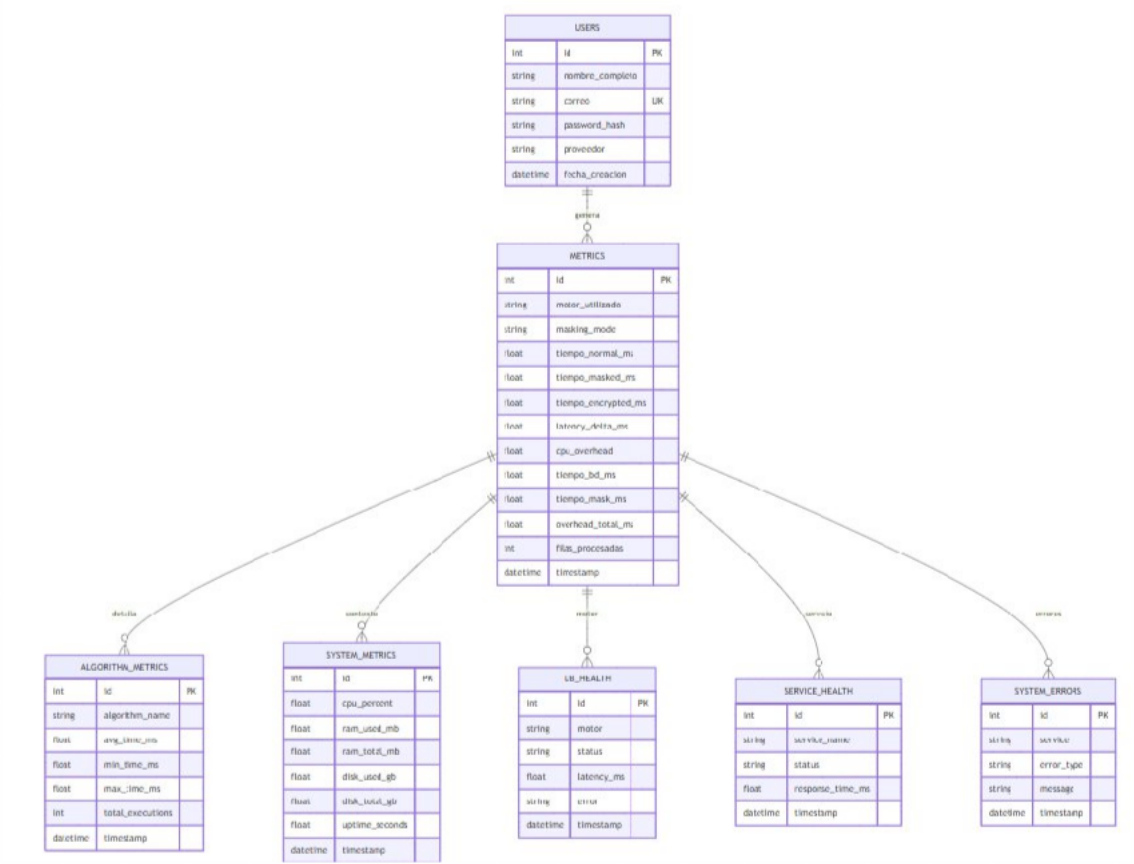 USERS
int id PK
string nombre_completo
string correo UK
string password_hash
string proveedor
datetime fecha_creacion
genera
METRICS
int id PK
string motor_utilizado
string masking_mode
float tiempo_normal_ms
float tiempo_masked_ms
float tiempo_encrypted_ms
float latency_delta_ms
float cpu_overhead
float tiempo_bd_ms
float tiempo_mask_ms
float overhead_total_ms
int filas_procesadas
datetime timestamp
detalla
contexto
motor
servicio
errores
ALGORITHM_METRICS
int id PK
string algorithm_name
float avg_time_ms
float min_time_ms
float max_time_ms
int total_executions
datetime timestamp
SYSTEM_METRICS
int id PK
float cpu_percent
float ram_used_mb
float ram_total_mb
float disk_used_gb
float disk_total_gb
float uptime_seconds
datetime timestamp
DB_HEALTH
int id PK
string motor
string status
float latency_ms
string error
datetime timestamp
SERVICE_HEALTH
int id PK
string service_name
string status
float response_time_ms
datetime timestamp
SYSTEM_ERRORS
int id PK
string service
string error_type
string message
datetime timestamp